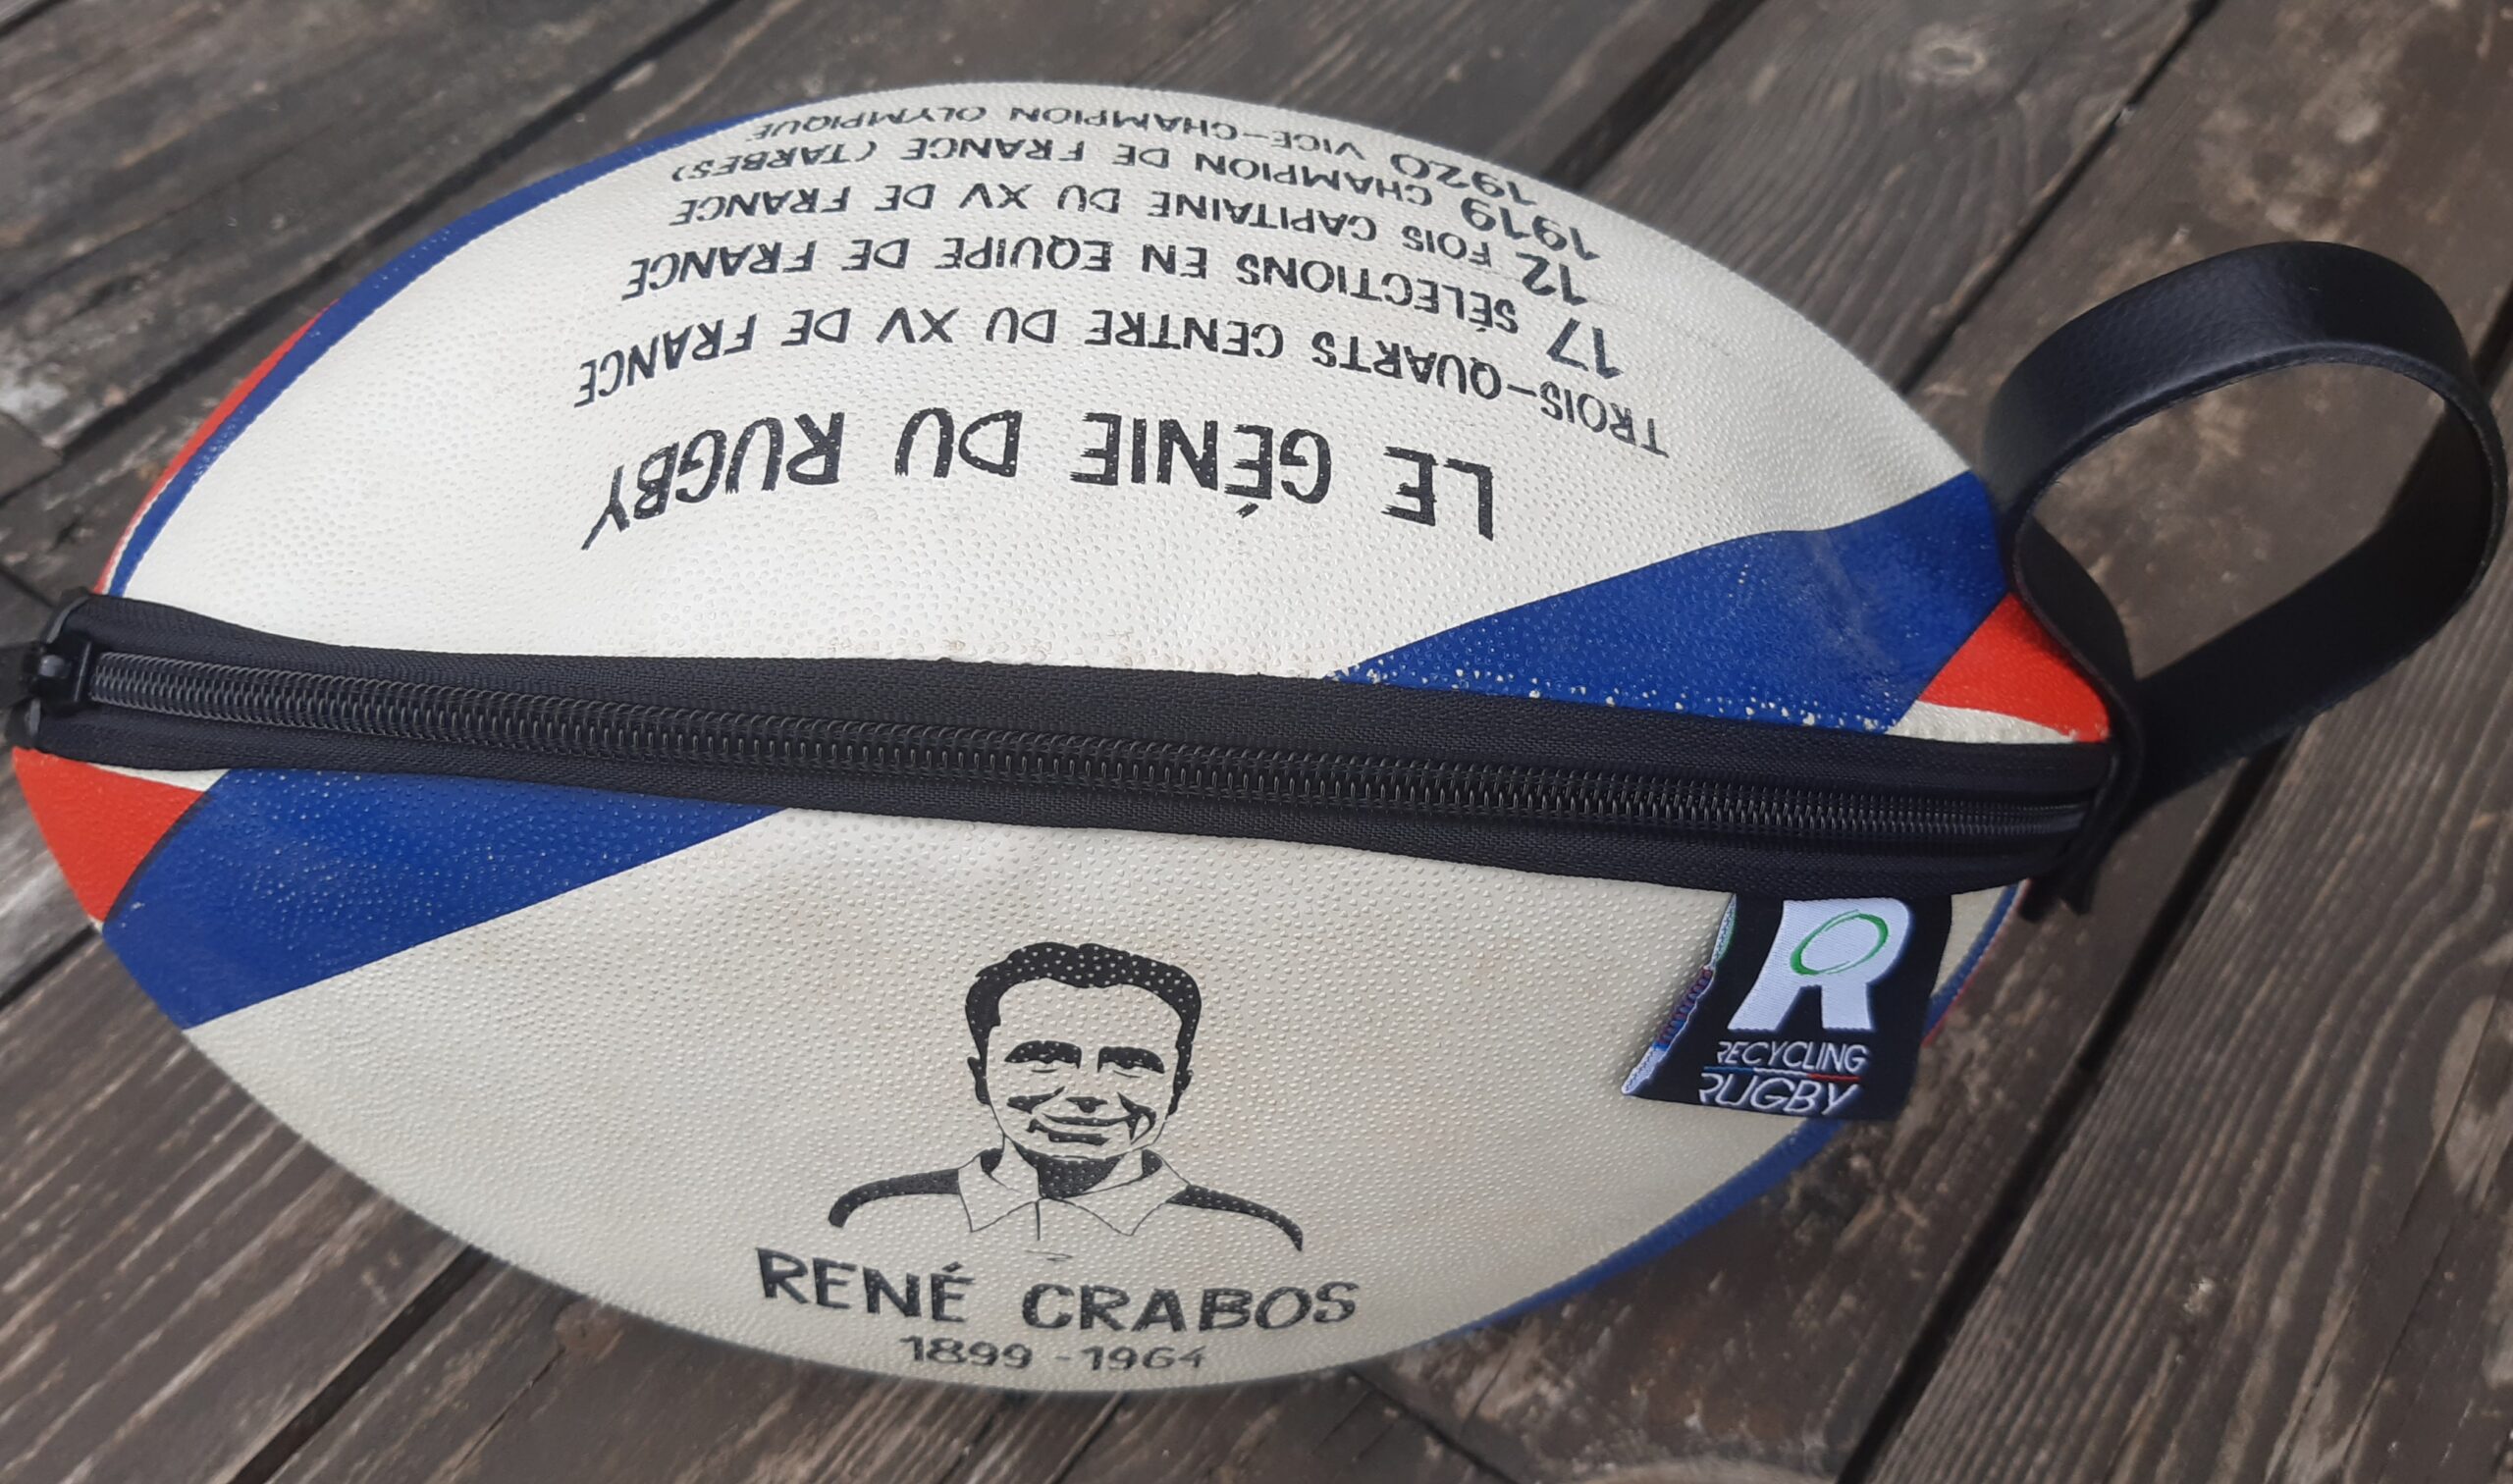 LE GÉNIE DU RUGBY
TROIS-QUARTS CENTRE DU XV DE FRANCE
17 SÉLECTIONS EN EQUIPE DE FRANCE
12 FOIS CAPITAINE DU XV DE FRANCE
1919 CHAMPION DE FRANCE (TARBES)
1920 VICE-CHAMPION OLYMPIQUE
R
RECYCLING
RUGBY
RENÉ CRABOS
1899 - 1964